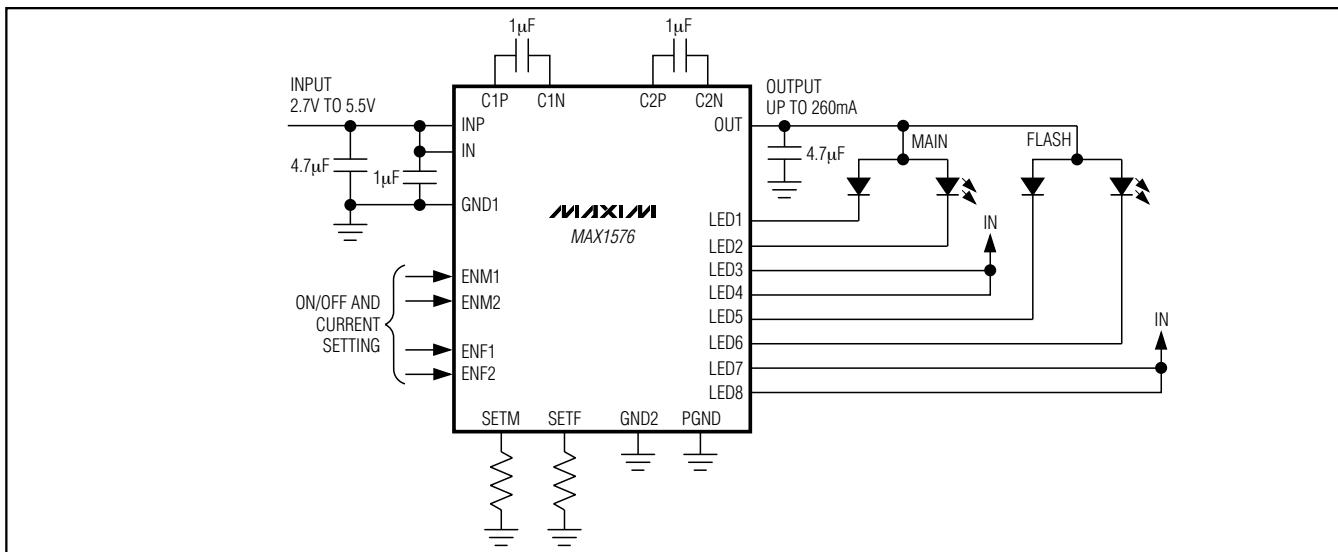 1µF
1µF
INPUT
2.7V TO 5.5V
C1P
C1N
C2P
C2N
OUTPUT
UP TO 260mA
INP
OUT
IN
4.7µF
1µF
4.7µF
MAIN
FLASH
GND1
MAXIM
MAX1576
LED1
LED2
IN
LED3
LED4
LED5
LED6
IN
LED7
LED8
ENM1
ENM2
ON/OFF AND
CURRENT
SETTING
ENF1
ENF2
SETM
SETF
GND2
PGND